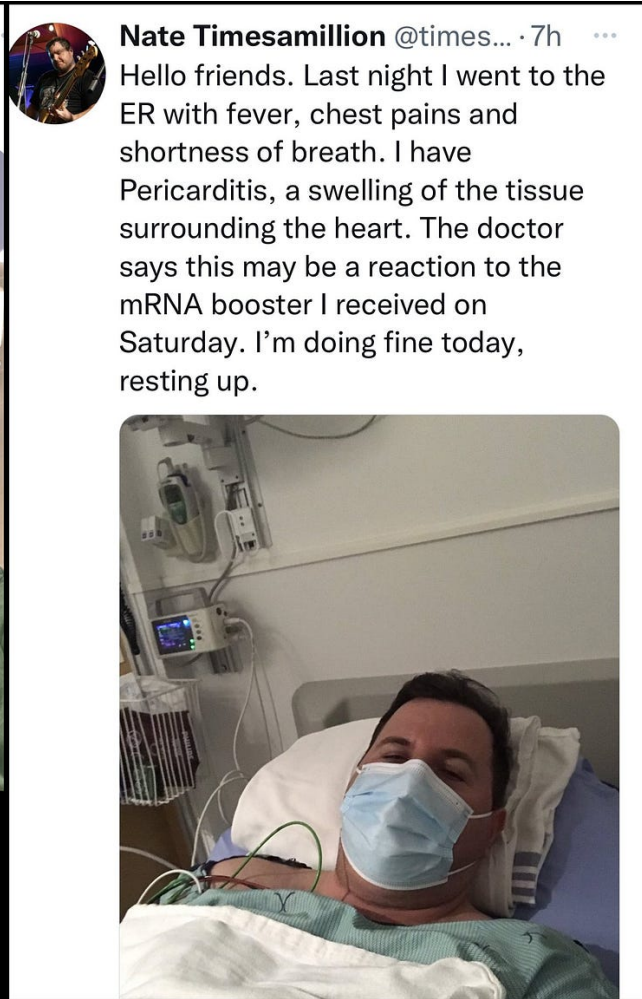 Nate Timesamillion @times... · 7h
Hello friends. Last night I went to the
ER with fever, chest pains and
shortness of breath. I have
Pericarditis, a swelling of the tissue
surrounding the heart. The doctor
says this may be a reaction to the
mRNA booster I received on
Saturday. I’m doing fine today,
resting up.